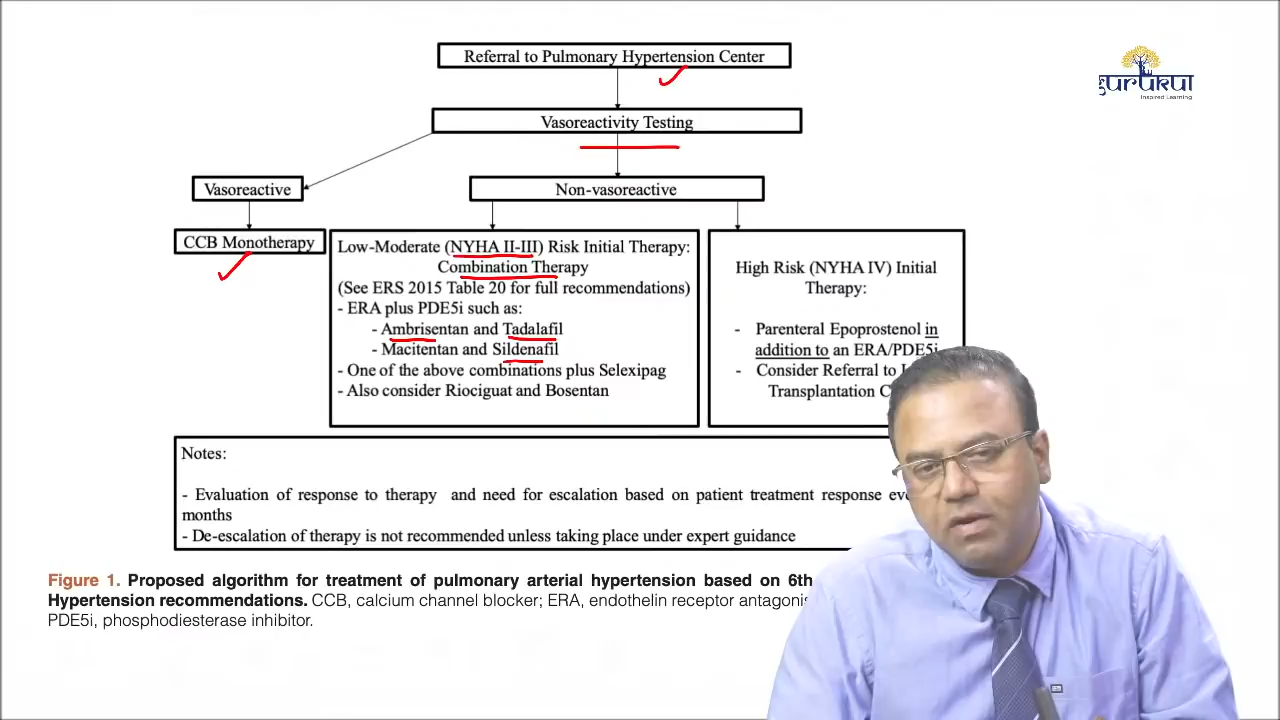 Referral to Pulmonary Hypertension Center
gurukul
Inspired Learning
Vasoreactivity Testing
Vasoreactive
Non-vasoreactive
CCB Monotherapy
Low-Moderate (NYHA II-III) Risk Initial Therapy:
Combination Therapy
(See ERS 2015 Table 20 for full recommendations)
- ERA plus PDE5i such as:
- Ambrisentan and Tadalafil
- Macitentan and Sildenafil
- One of the above combinations plus Selexipag
- Also consider Riociguat and Bosentan
High Risk (NYHA IV) Initial
Therapy:
- Parenteral Epoprostenol in
addition to an ERA/PDE5i
- Consider Referral to
Transplantation
Notes:
- Evaluation of response to therapy and need for escalation based on patient treatment response
months
- De-escalation of therapy is not recommended unless taking place under expert guidance
Figure 1. Proposed algorithm for treatment of pulmonary arterial hypertension based on 6th
Hypertension recommendations. CCB, calcium channel blocker; ERA, endothelin receptor
PDE5i, phosphodiesterase inhibitor.